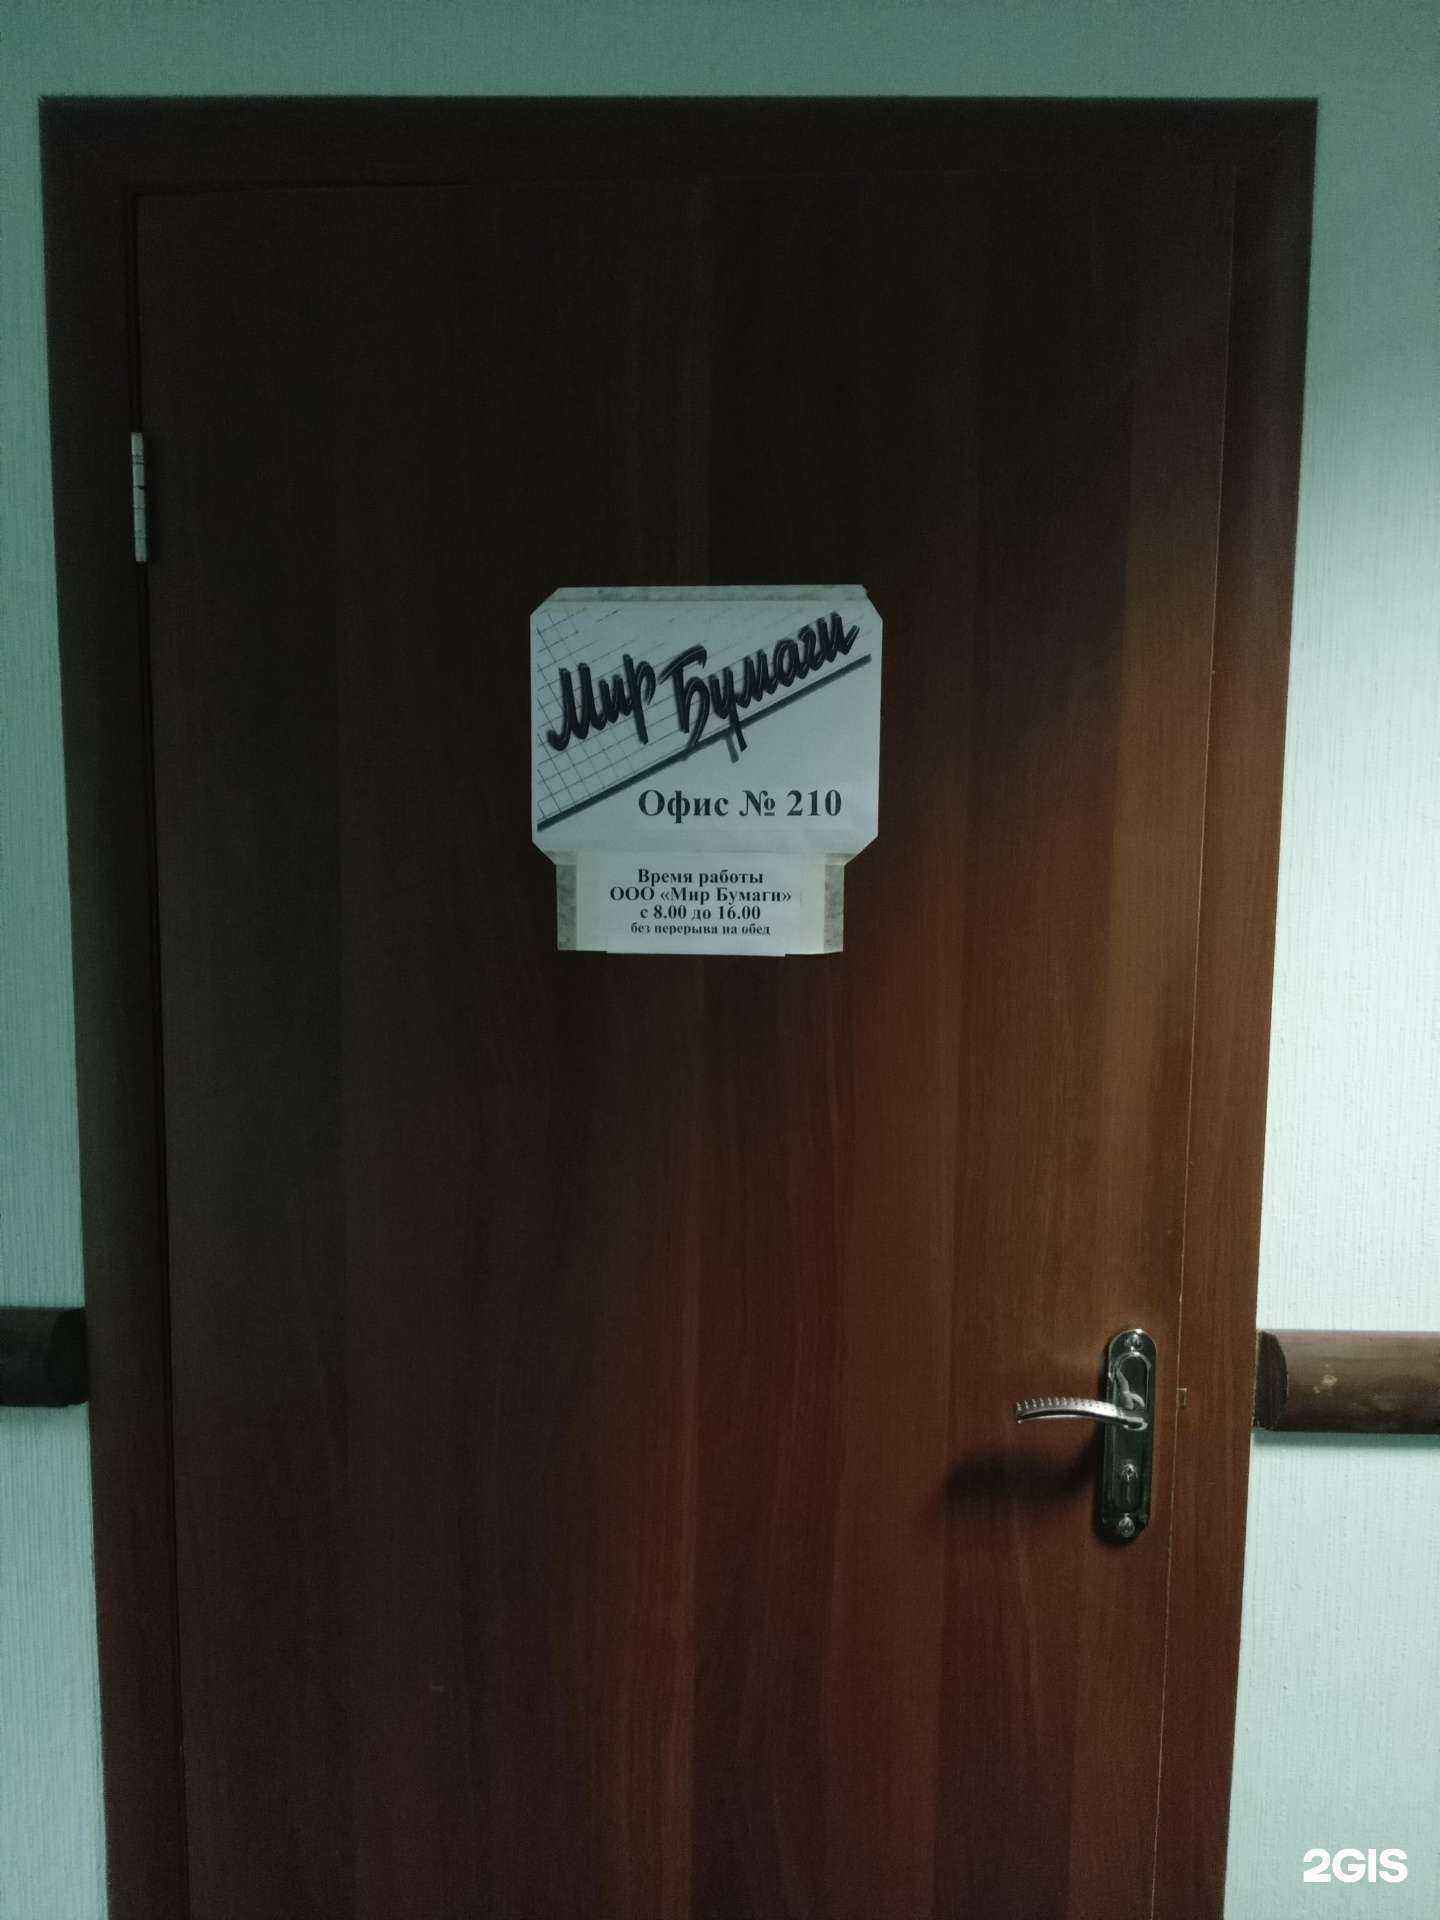 Мир Бумаги
Офис № 210
Время работы
ООО «Мир Бумаги»
с 8.00 до 16.00
без перерыва на обед
2GIS